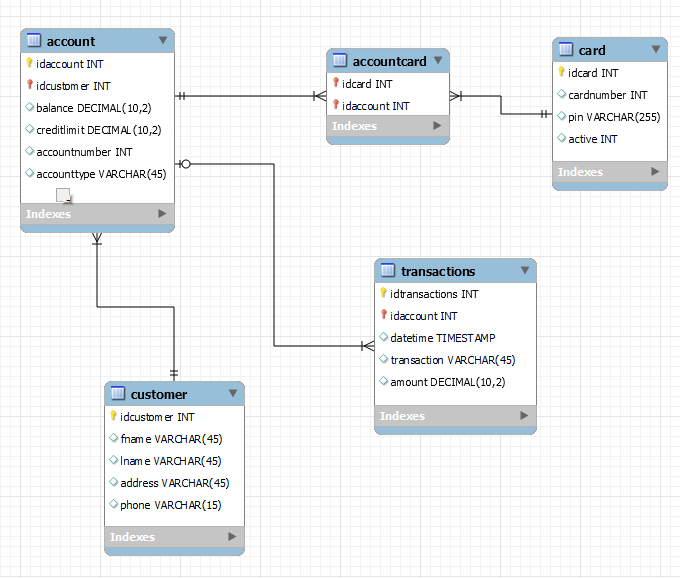 account
idaccount INT
idcustomer INT
balance DECIMAL(10,2)
creditlimit DECIMAL(10,2)
accountnumber INT
accounttype VARCHAR(45)
Indexes
accountcard
idcard INT
idaccount INT
Indexes
card
idcard INT
cardnumber INT
pin VARCHAR(255)
active INT
Indexes
transactions
idtransactions INT
idaccount INT
datetime TIMESTAMP
transaction VARCHAR(45)
amount DECIMAL(10,2)
Indexes
customer
idcustomer INT
fname VARCHAR(45)
lname VARCHAR(45)
address VARCHAR(45)
phone VARCHAR(15)
Indexes